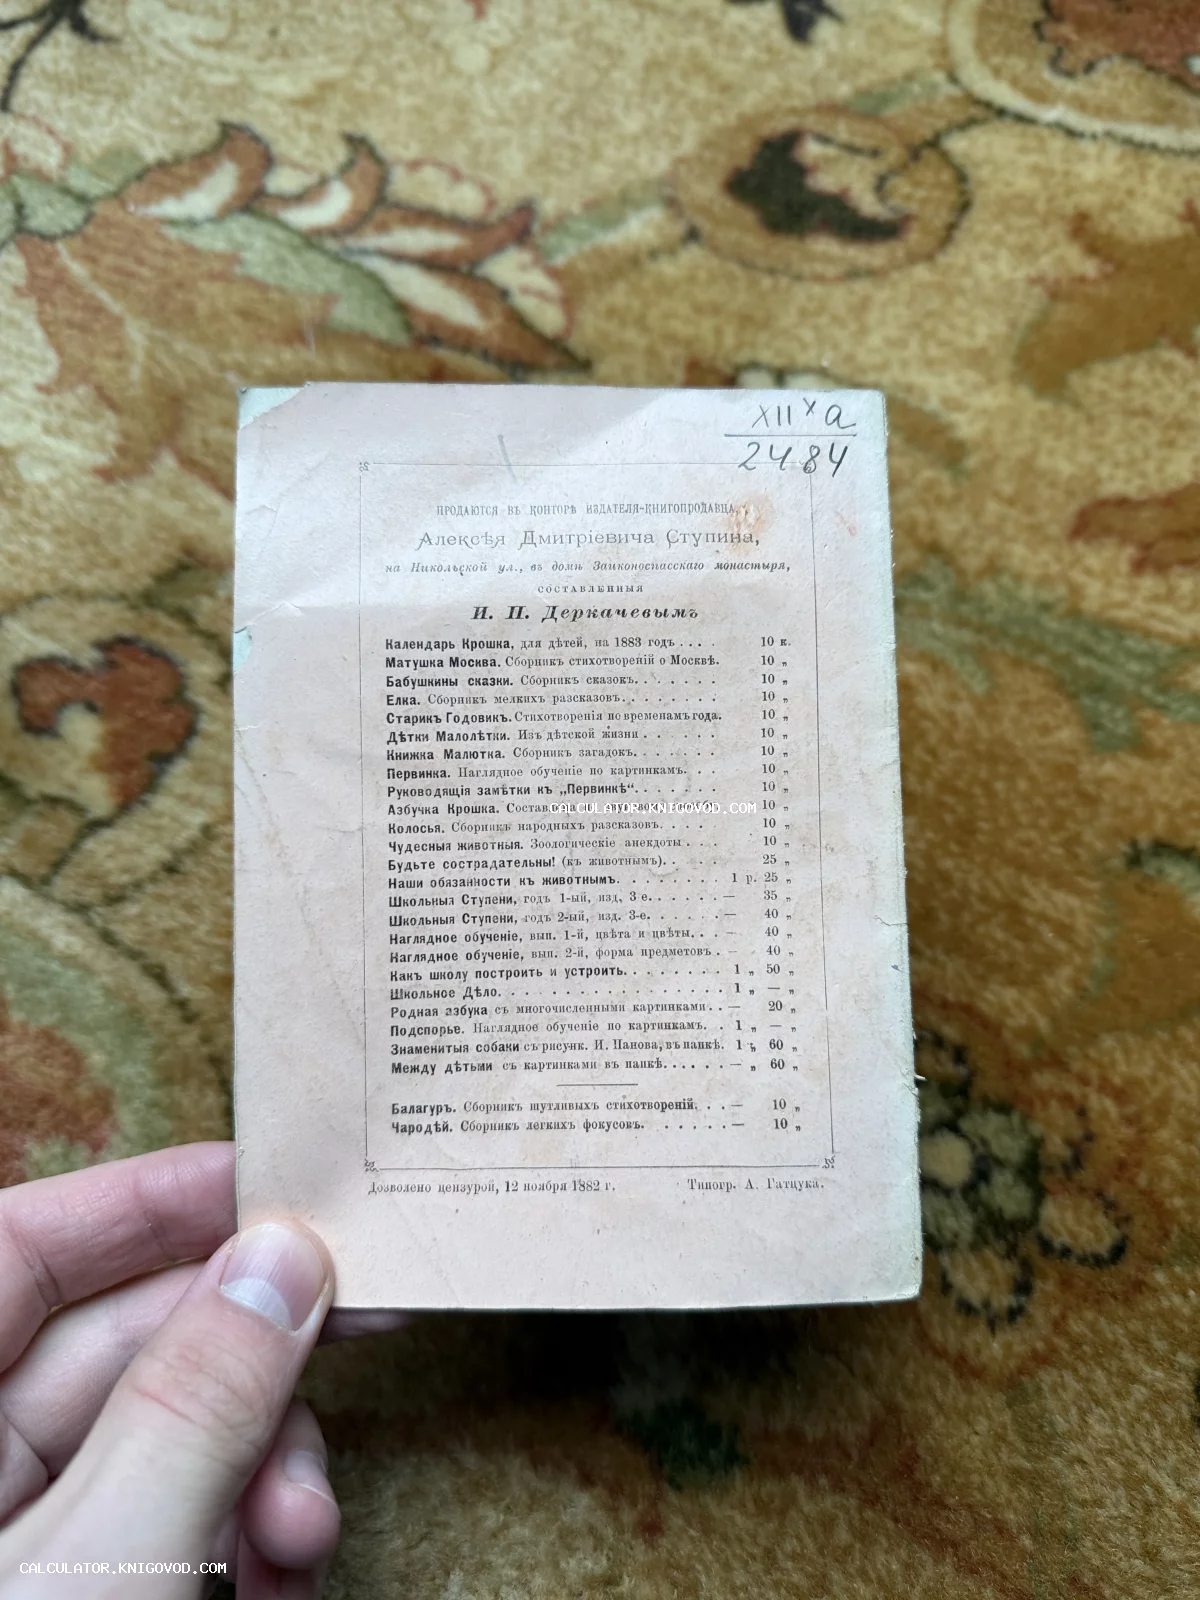 XII x a
2484
ПРОДАЮТСЯ ВЪ КОНТОРѢ ИЗДАТЕЛЯ-КНИГОПРОДАВЦА,
Алексѣя Дмитріевича Ступина,
на Никольской ул., въ домѣ Заиконоспасскаго монастыря,
СОСТАВЛЕННЫЯ
И. П. Деркачевымъ
Календарь Крошка, для дѣтей, на 1883 годъ . . . . 10 к.
Матушка Москва. Сборникъ стихотвореній о Москвѣ. 10 „
Бабушкины сказки. Сборникъ сказокъ. . . . . . . 10 „
Елка. Сборникъ мелкихъ разсказовъ. . . . . . . . 10 „
Старикъ Годовикъ. Стихотворенія по временамъ года. 10 „
Дѣтки Малолѣтки. Изъ дѣтской жизни . . . . . 10 „
Книжка Малютка. Сборникъ загадокъ. . . . . . . 10 „
Первинка. Наглядное обученіе по картинкамъ. . . 10 „
Руководящія замѣтки къ „Первинкѣ“. . . . . . . 10 „
Азбучка Крошка. 10 „
CALCULATOR.KNIGOVOD.COM
Колосья. Сборникъ народныхъ разсказовъ. . . . 10 „
Чудесныя животныя. Зоологическіе анекдоты . . . 10 „
Будьте сострадательны! (къ животнымъ). . . . . 25 „
Наши обязанности къ животнымъ. . . . . . . . . 1 р. 25 „
Школьныя Ступени, годъ 1-ый, изд. 3-е. . . . . . — 35 „
Школьныя Ступени, годъ 2-ый, изд. 3-е. . . . . . — 40 „
Наглядное обученіе, вып. 1-й, цвѣта и цвѣты. . . — 40 „
Наглядное обученіе, вып. 2-й, форма предметовъ . — 40 „
Какъ школу построить и устроить. . . . . . . . 1 „ 50 „
Школьное Дѣло. . . . . . . . . . . . . . . . . 1 „ — „
Родная азбука съ многочисленными картинками . . — 20 „
Подспорье. Наглядное обученіе по картинкамъ. . 1 „ — „
Знаменитыя собаки съ рисунк. И. Панова, въ папкѣ. 1 „ 60 „
Между дѣтьми съ картинками въ папкѣ. . . . . . — „ 60 „
Балагуръ. Сборникъ шутливыхъ стихотвореній. . . — 10 „
Чародѣй. Сборникъ легкихъ фокусовъ. . . . . . — 10 „
Дозволено цензурой, 12 ноября 1882 г. Типогр. А. Гатцука.
CALCULATOR.KNIGOVOD.COM